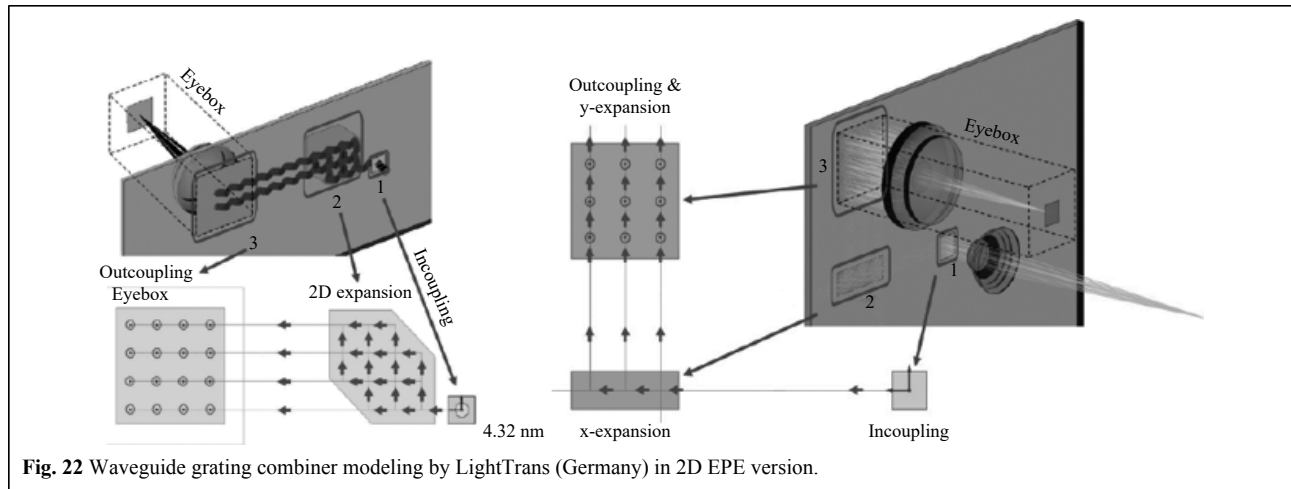 Eyebox
1
2
3
Outcoupling
Eyebox
2D expansion
Incoupling
4.32 nm
Outcoupling &
y-expansion
x-expansion
Eyebox
3
1
2
Incoupling
Fig. 22 Waveguide grating combiner modeling by LightTrans (Germany) in 2D EPE version.